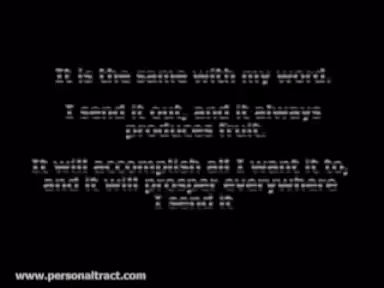 It is the same with my word.
I send it out, and it always
produces fruit.
It will accomplish all I want it to,
and it will prosper everywhere
I send it
www.personaltract.com